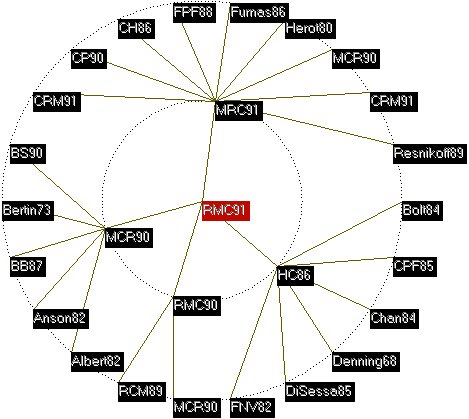 FPF88
Furnas86
CH86
Herot80
CP90
MCR90
CRM91
CRM91
MRC91
BS90
Resnikoff89
Bertin73
RMC91
Bolt84
MCR90
BB87
CPF85
HC86
RMC90
Anson82
Chan84
Albert82
Denning68
RCM89
DiSessa85
MCR90
FNV82